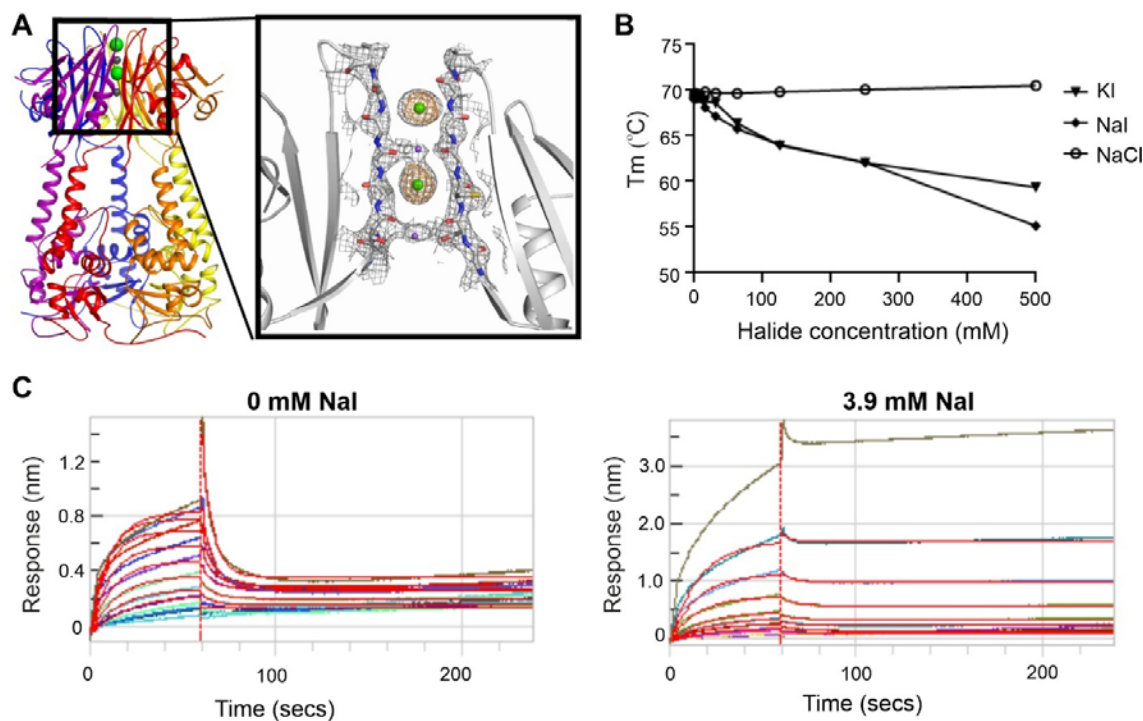 A
B
75
70
65
60
55
50
Tm (°C)
0
100
200
300
400
500
Halide concentration (mM)
KI
NaI
NaCl
C
0 mM NaI
1.2
0.8
0.4
0
Response (nm)
0
100
200
Time (secs)
3.9 mM NaI
3.0
2.0
1.0
0
Response (nm)
0
100
200
Time (secs)